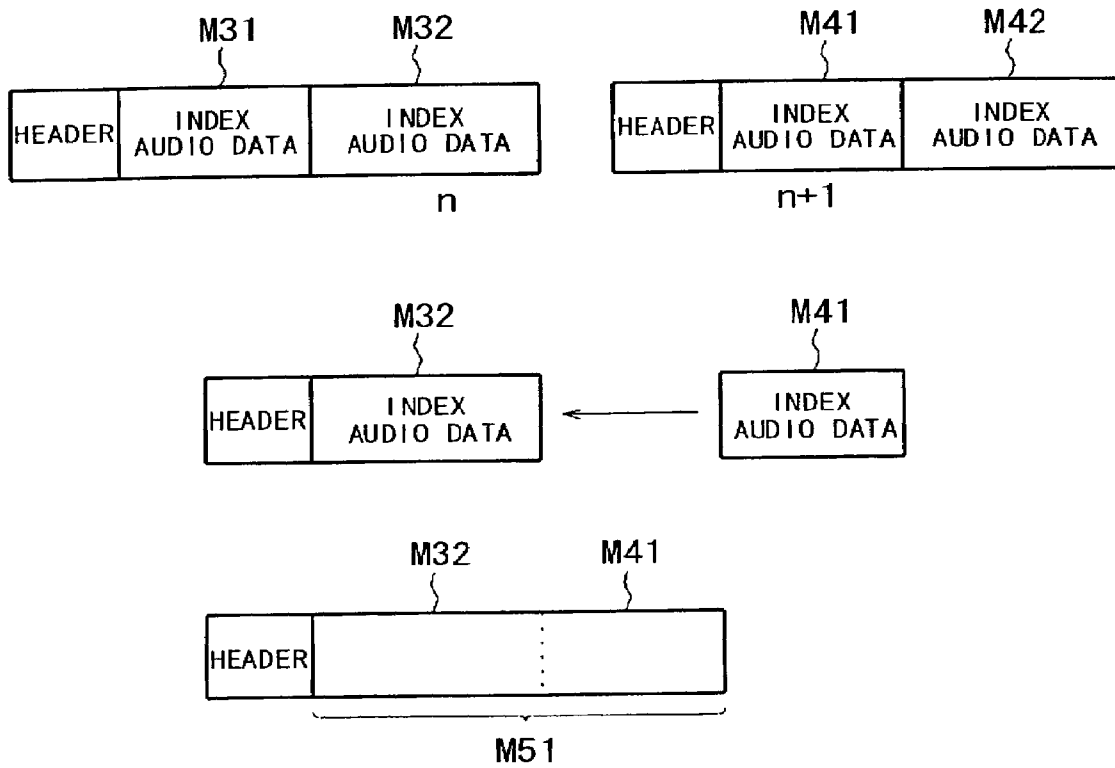 M31 M32 M41 M42
HEADER INDEX AUDIO DATA INDEX AUDIO DATA HEADER INDEX AUDIO DATA INDEX AUDIO DATA
n n+1
M32 M41
HEADER INDEX AUDIO DATA INDEX AUDIO DATA
M32 M41
HEADER
M51